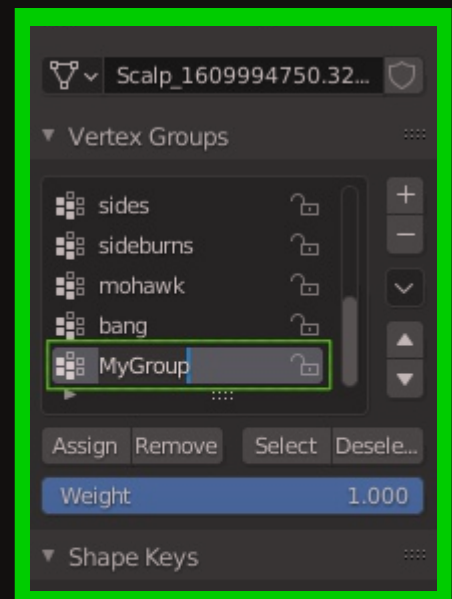 Scalp_1609994750.32...
Vertex Groups
sides
sideburns
mohawk
bang
MyGroup
Assign Remove Select Desele...
Weight 1.000
Shape Keys